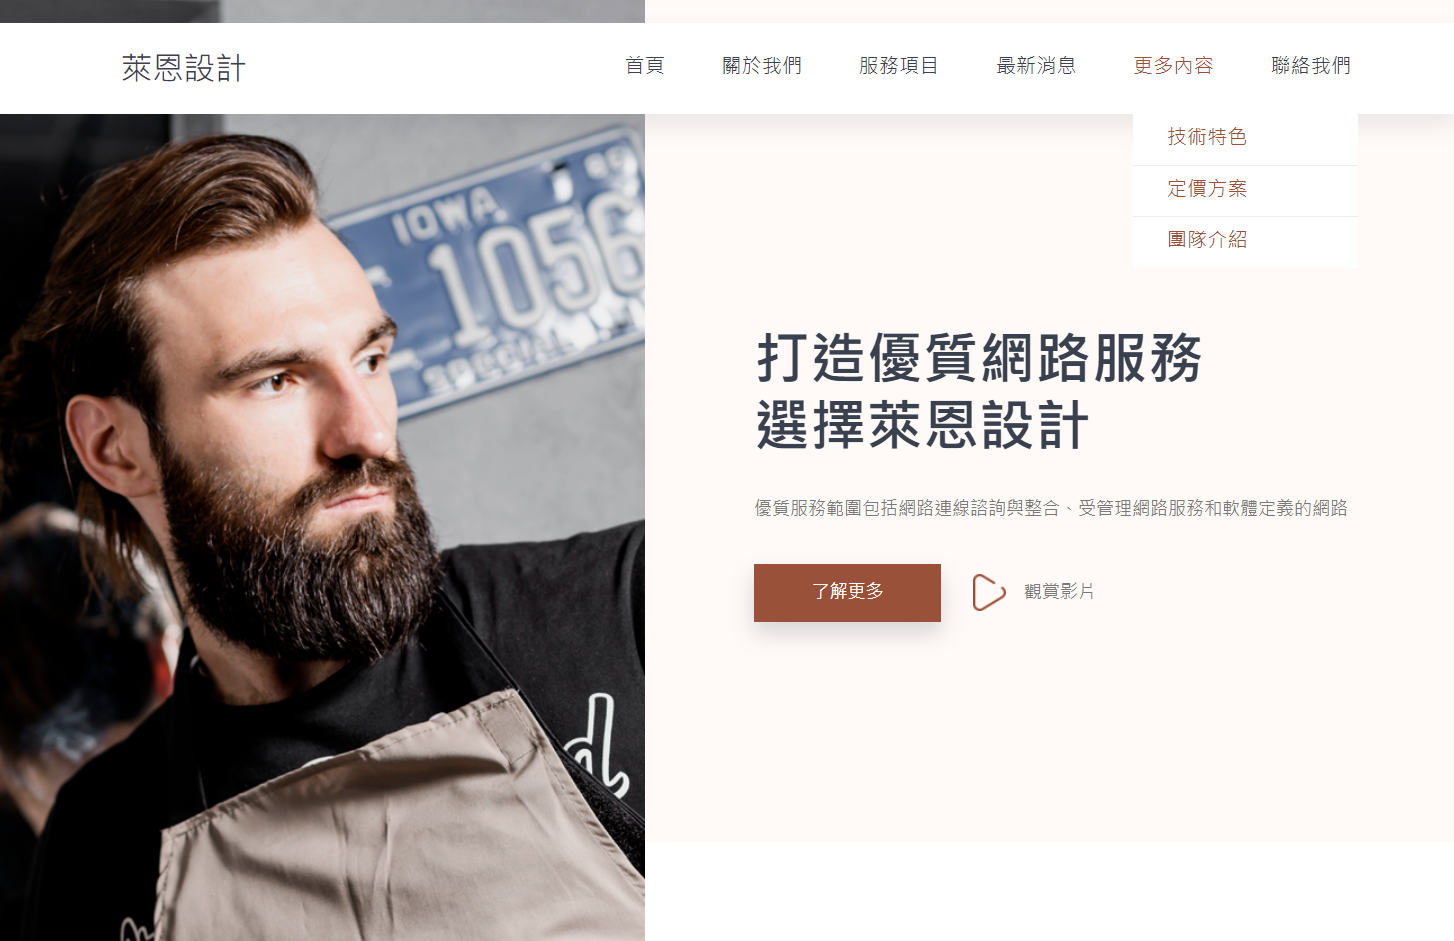 萊恩設計
首頁 關於我們 服務項目 最新消息 更多內容 聯絡我們
技術特色
定價方案
團隊介紹
IOWA
1056
打造優質網路服務
選擇萊恩設計
優質服務範圍包括網路連線諮詢與整合、受管理網路服務和軟體定義的網路
了解更多
觀賞影片